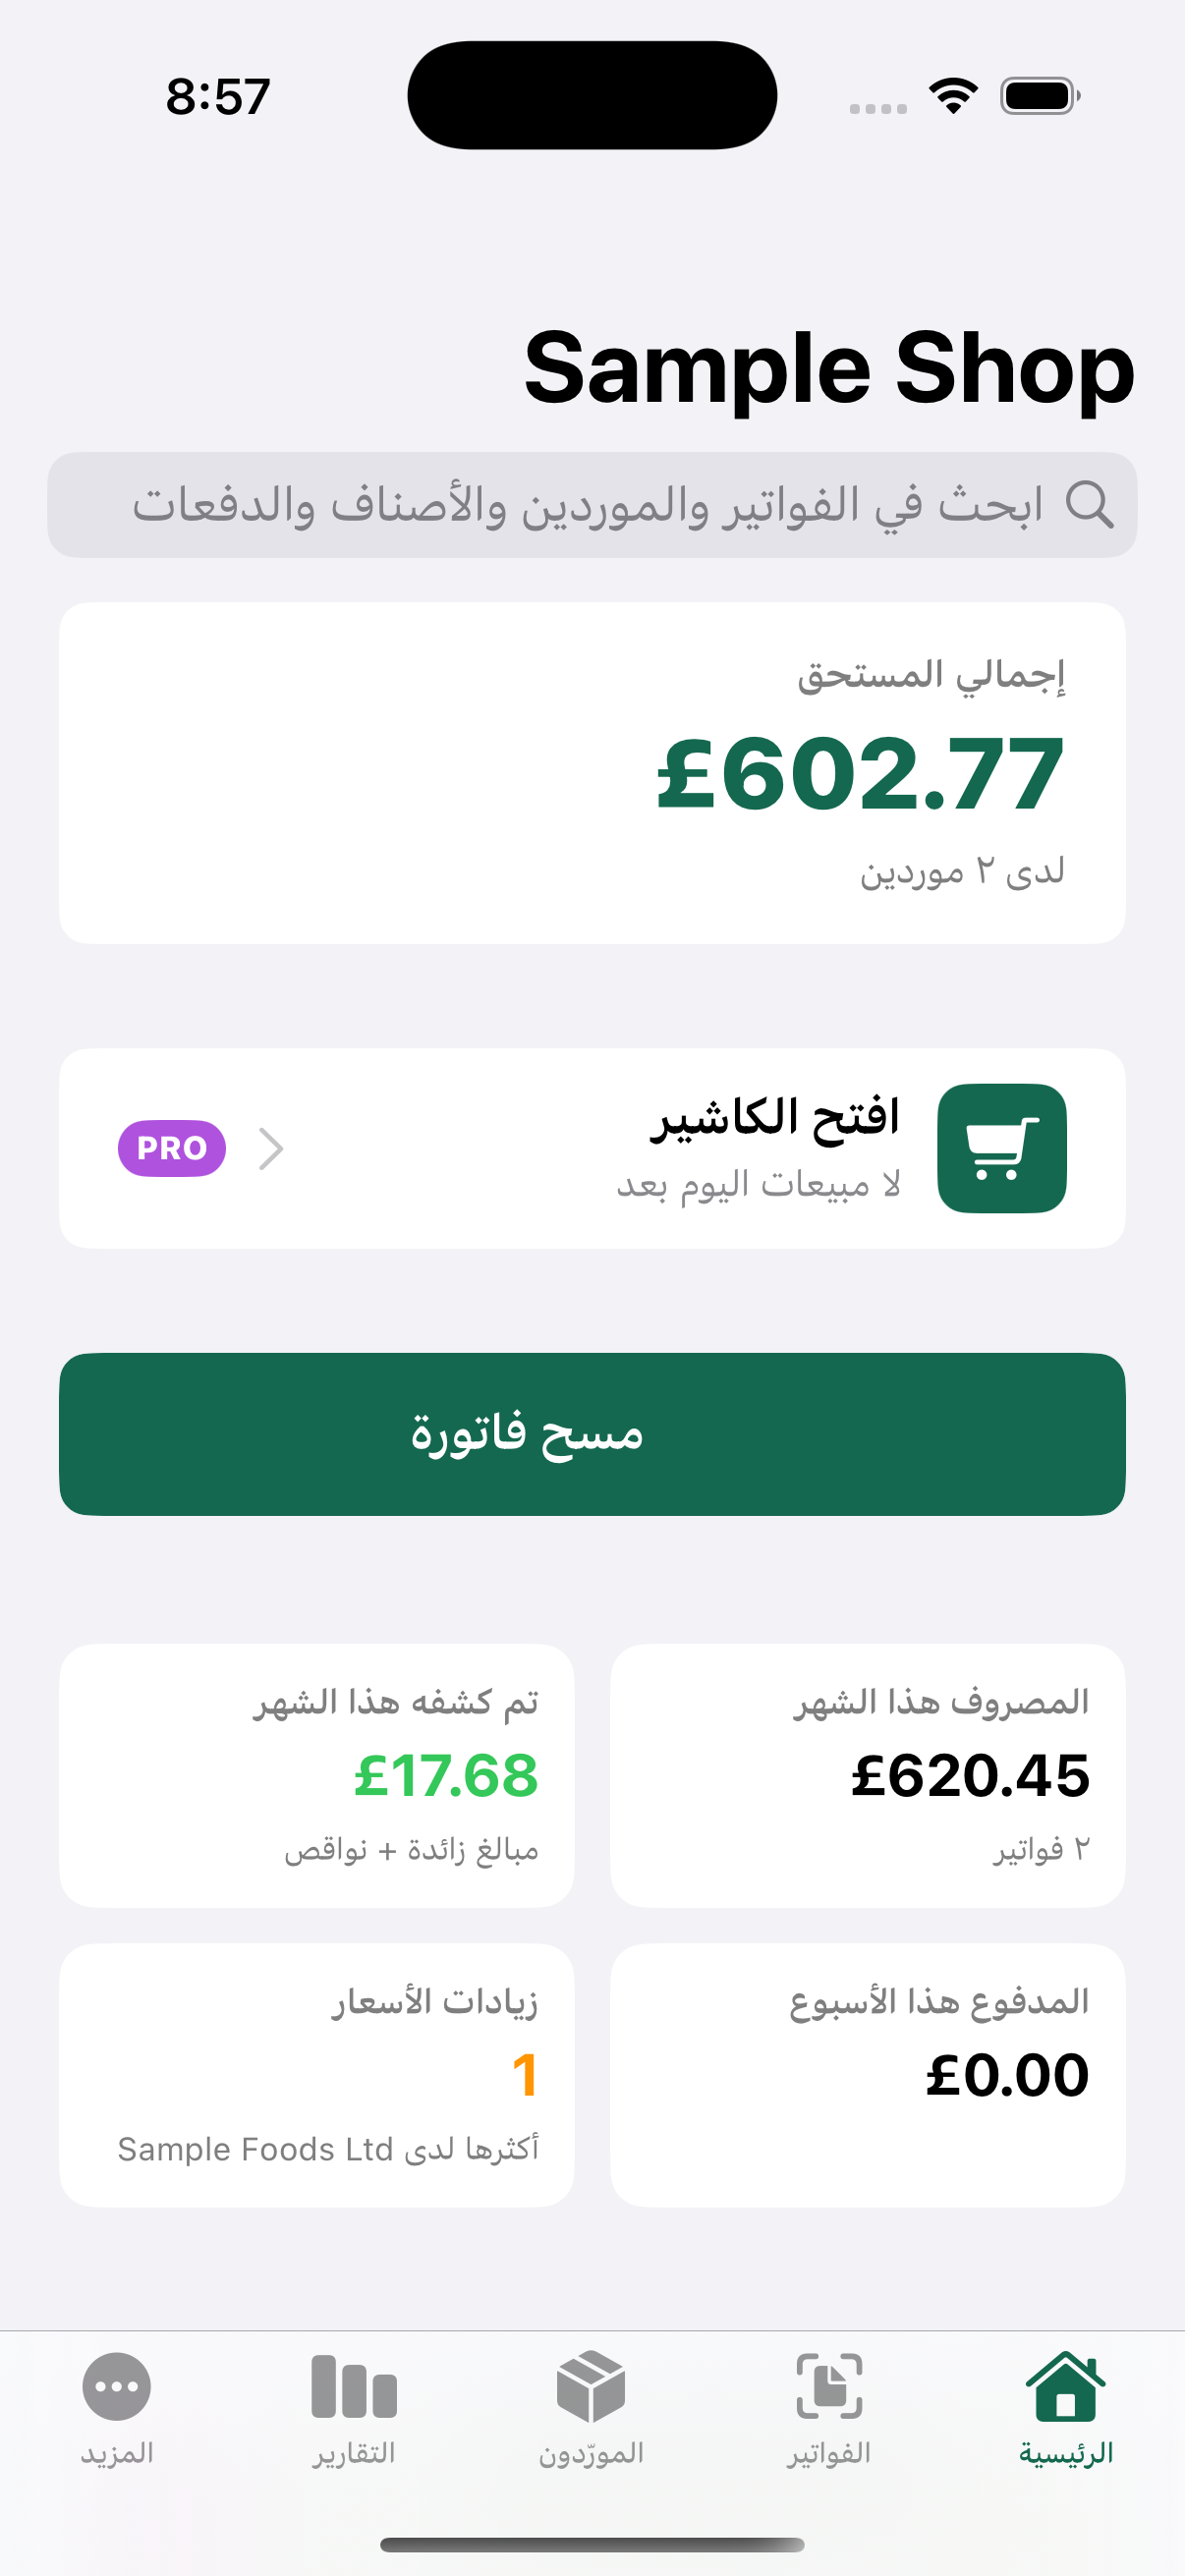 8:57
Sample Shop
ابحث في الفواتير والموردين والأصناف والدفعات
إجمالي المستحق
£602.77
لدى ٢ موردين
افتح الكاشير
لا مبيعات اليوم بعد
PRO
مسح فاتورة
المصروف هذا الشهر
£620.45
٢ فواتير
تم كشفه هذا الشهر
£17.68
مبالغ زائدة + نواقص
المدفوع هذا الأسبوع
£0.00
زيادات الأسعار
1
أكثرها لدى Sample Foods Ltd
الرئيسية
الفواتير
المورّدون
التقارير
المزيد